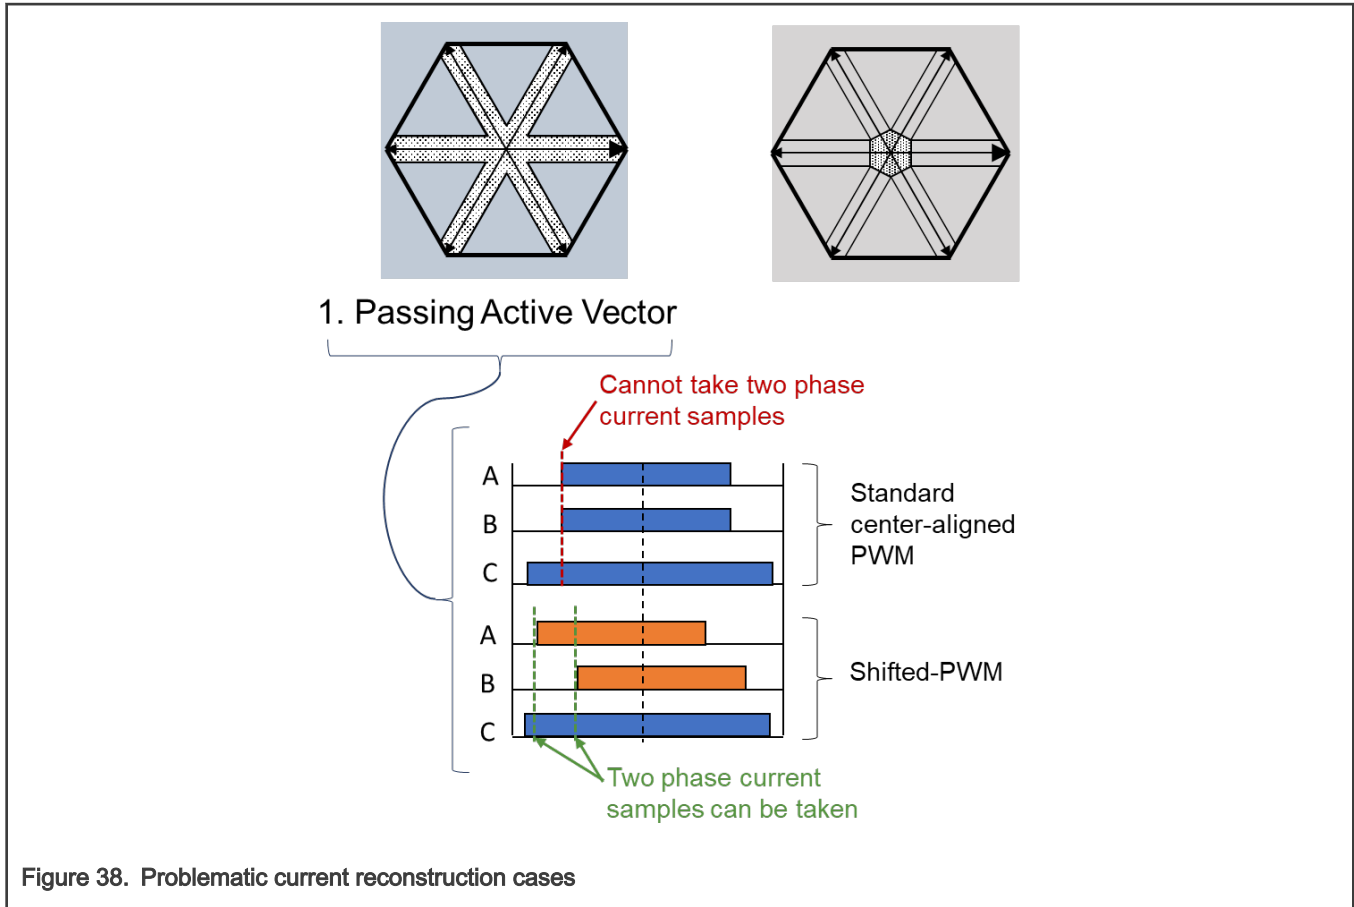 1. Passing Active Vector
Cannot take two phase
current samples
A
B
C
Standard
center-aligned
PWM
A
B
C
Shifted-PWM
Two phase current
samples can be taken
Figure 38. Problematic current reconstruction cases